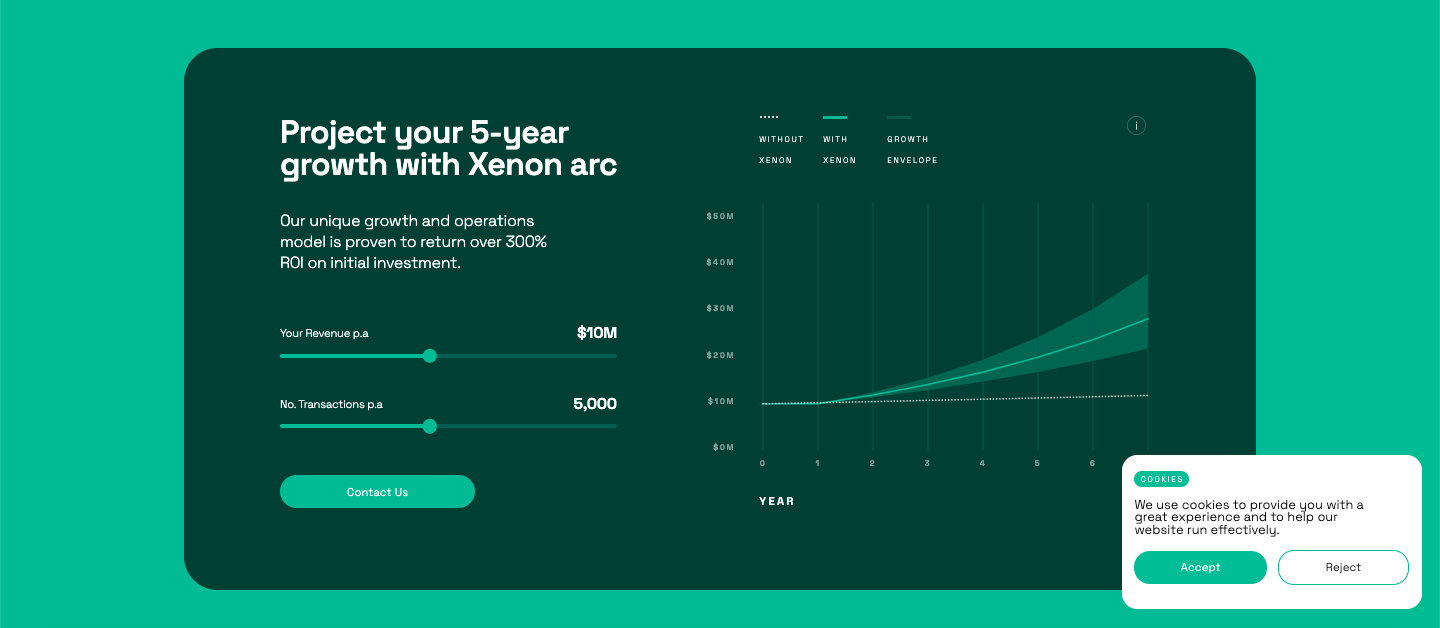 Project your 5-year
growth with Xenon arc
Our unique growth and operations
model is proven to return over 300%
ROI on initial investment.
Your Revenue p.a
$10M
No. Transactions p.a
5,000
Contact Us
WITHOUT
XENON
WITH
XENON
GROWTH
ENVELOPE
i
$50M
$40M
$30M
$20M
$10M
$0M
0
1
2
3
4
5
6
YEAR
COOKIES
We use cookies to provide you with a
great experience and to help our
website run effectively.
Accept
Reject